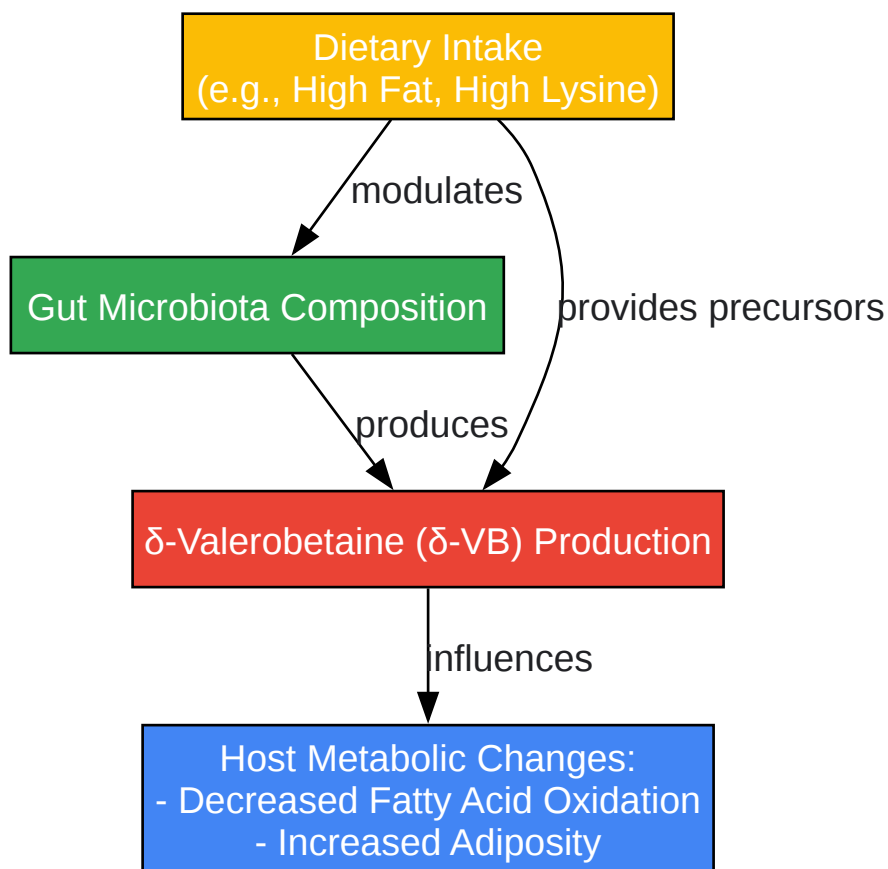 Dietary Intake
(e.g., High Fat, High Lysine)
modulates
Gut Microbiota Composition
provides precursors
produces
δ-Valerobetaine (δ-VB) Production
influences
Host Metabolic Changes:
- Decreased Fatty Acid Oxidation
- Increased Adiposity